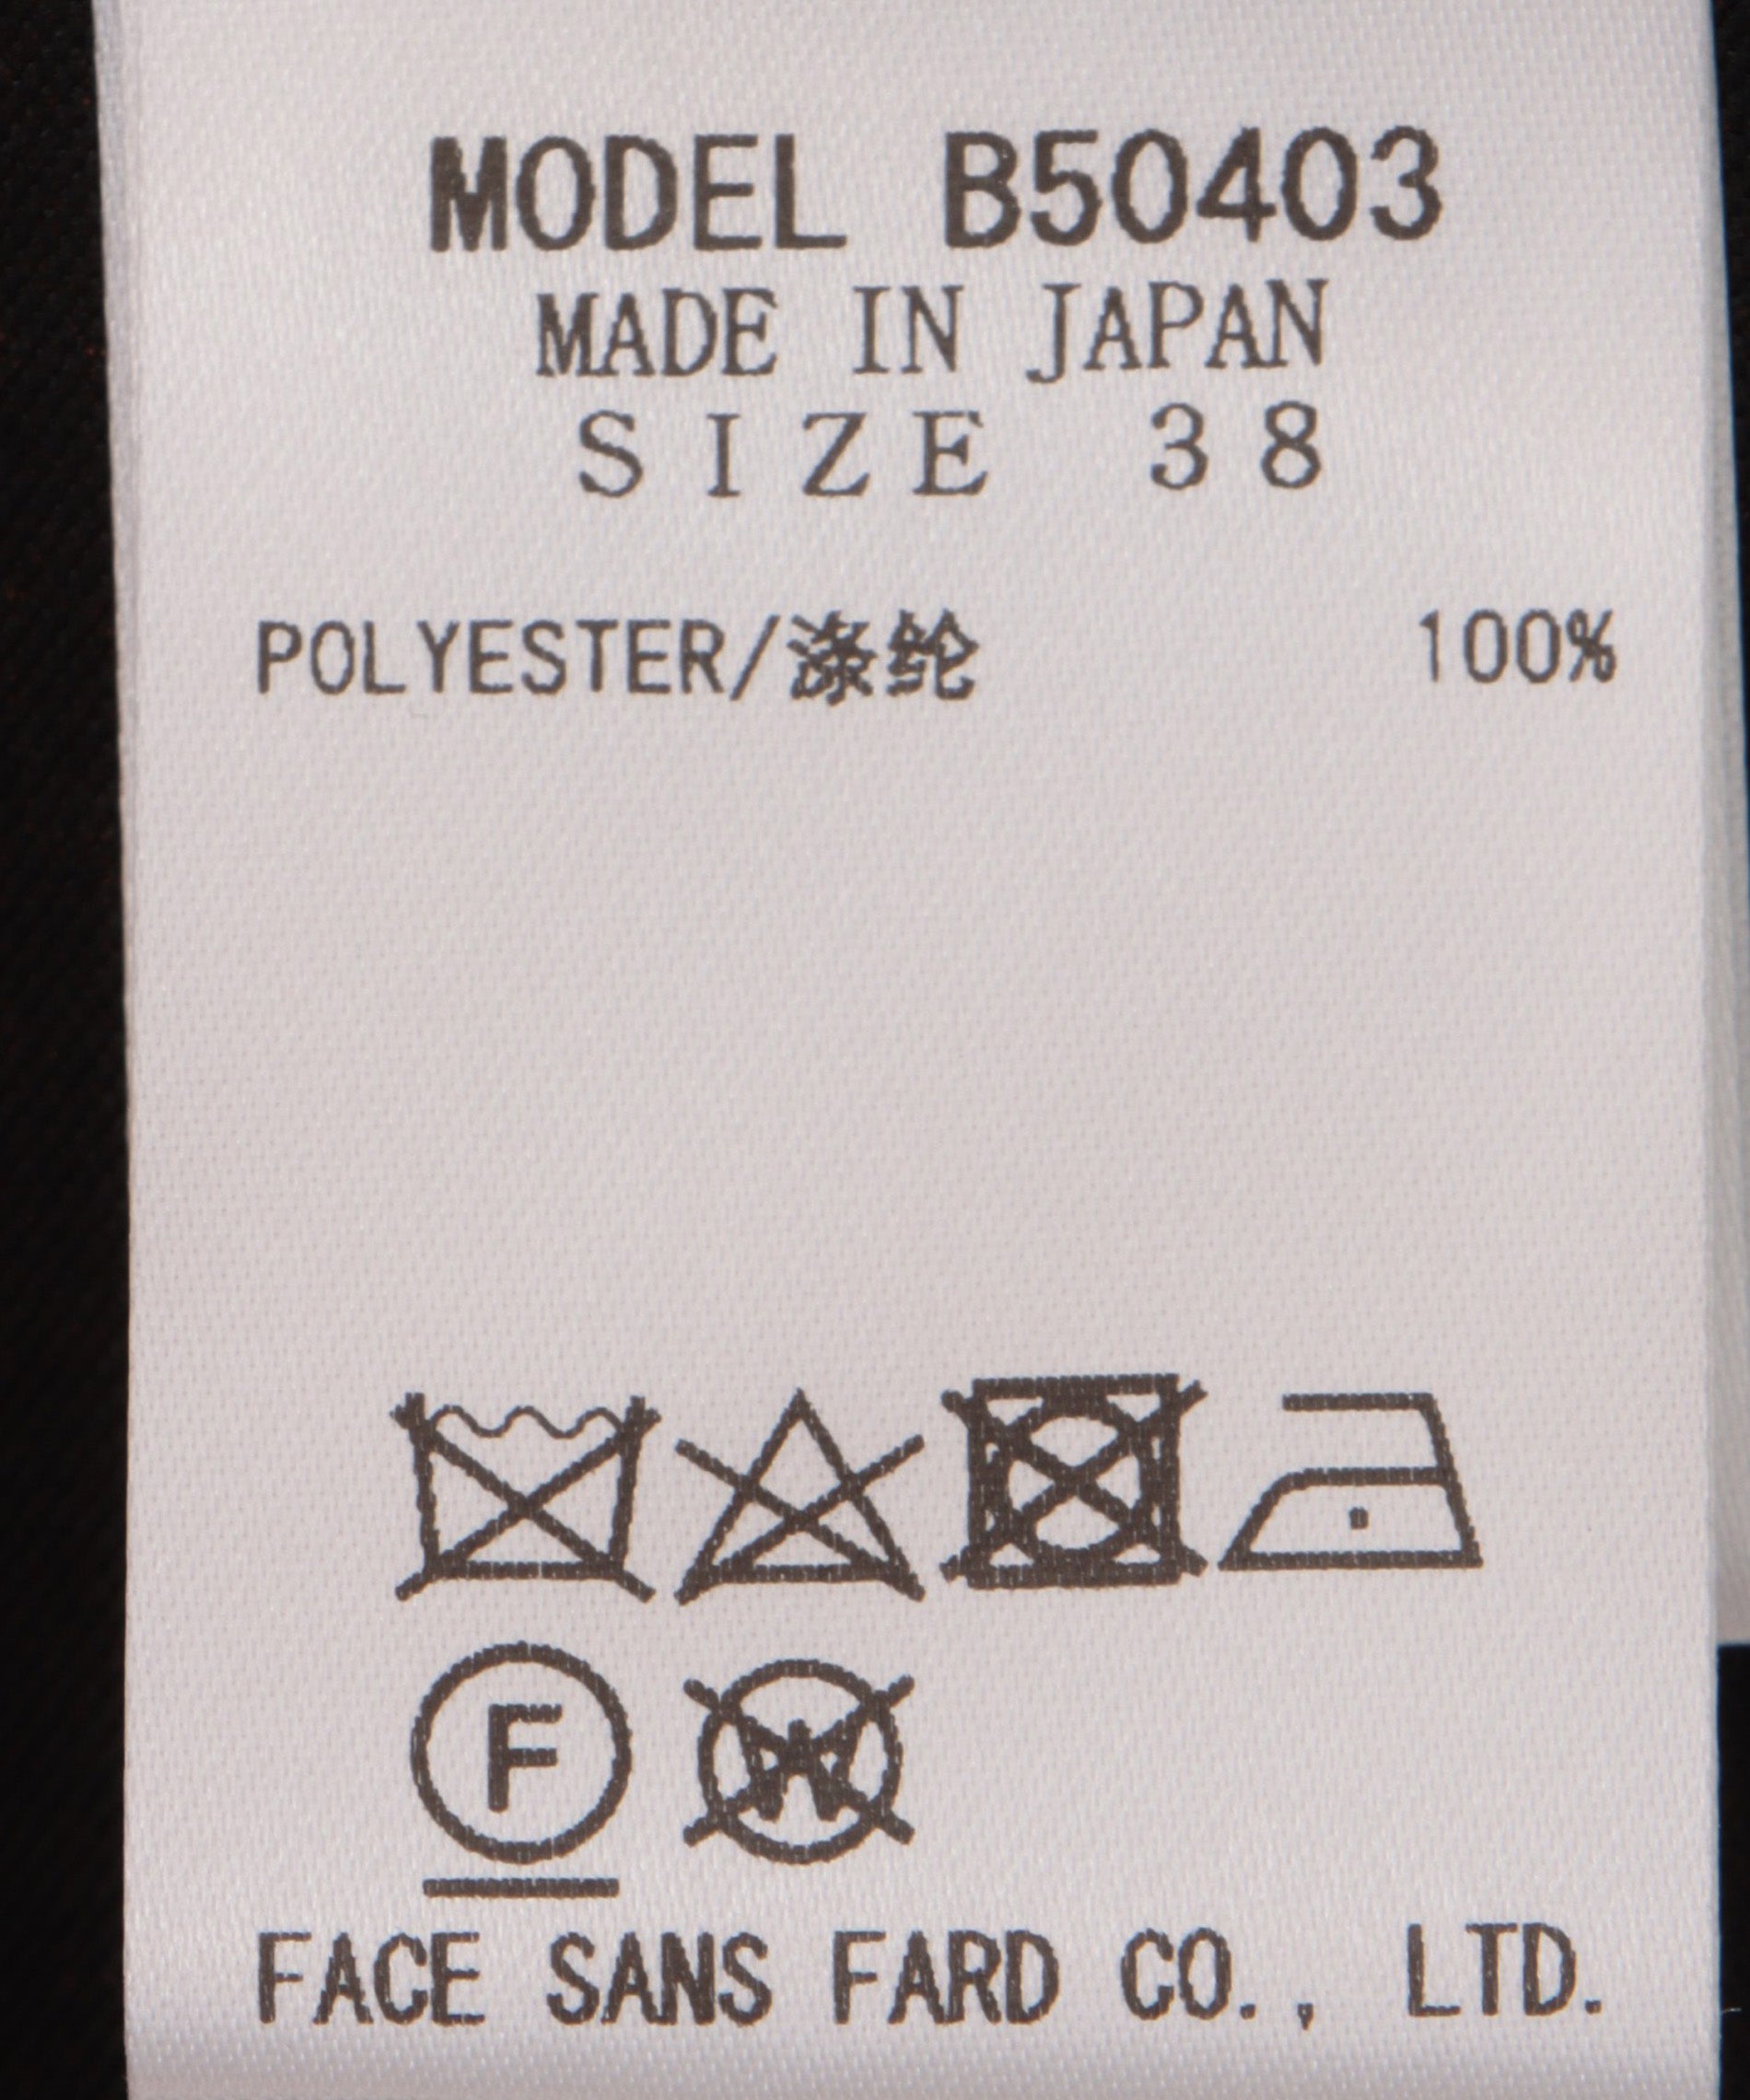 MODEL B50403
MADE IN JAPAN
SIZE 38
POLYESTER/涤纶 100%
F W
FACE SANS FARD CO., LTD.